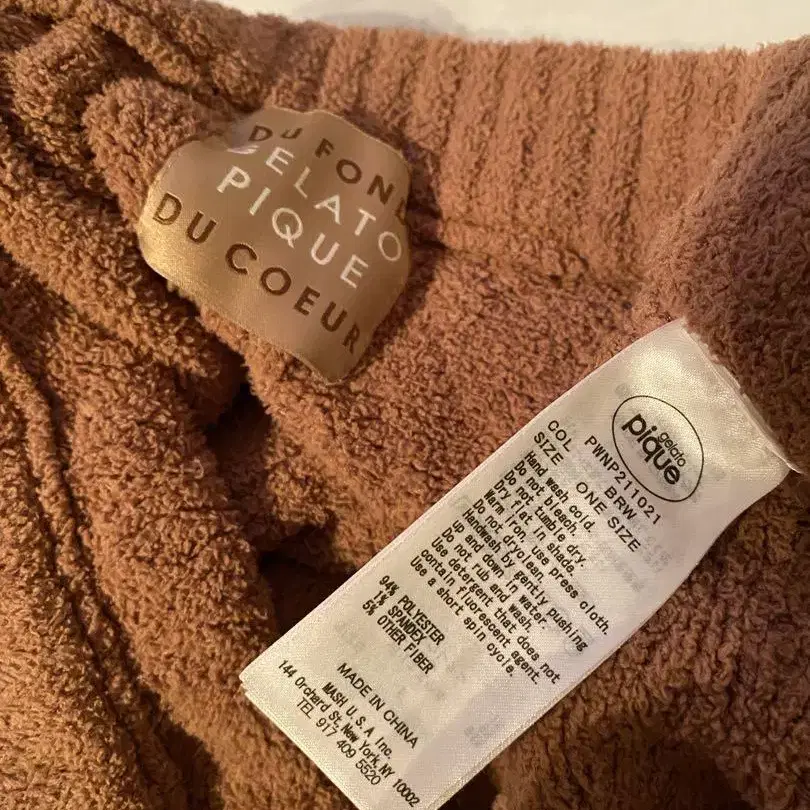 DU FOND
GELATO
PIQUE
DU COEUR
gelato
pique
PWNP211021
COL BRW
SIZE ONE SIZE
Hand wash cold.
Do not bleach.
Do not tumble dry.
Dry flat in shade.
Warm iron, use press cloth.
Do not dryclean.
Handwash by gently pushing
up and down in water.
Do not rub and wash.
Use detergent that does not
contain fluorescent agent.
Use a short spin cycle.
94% POLYESTER
1% SPANDEX
5% OTHER FIBER
MADE IN CHINA
MASH U.S.A Inc.
144 Orchard St, New York, NY 10002
TEL 917 409 5520